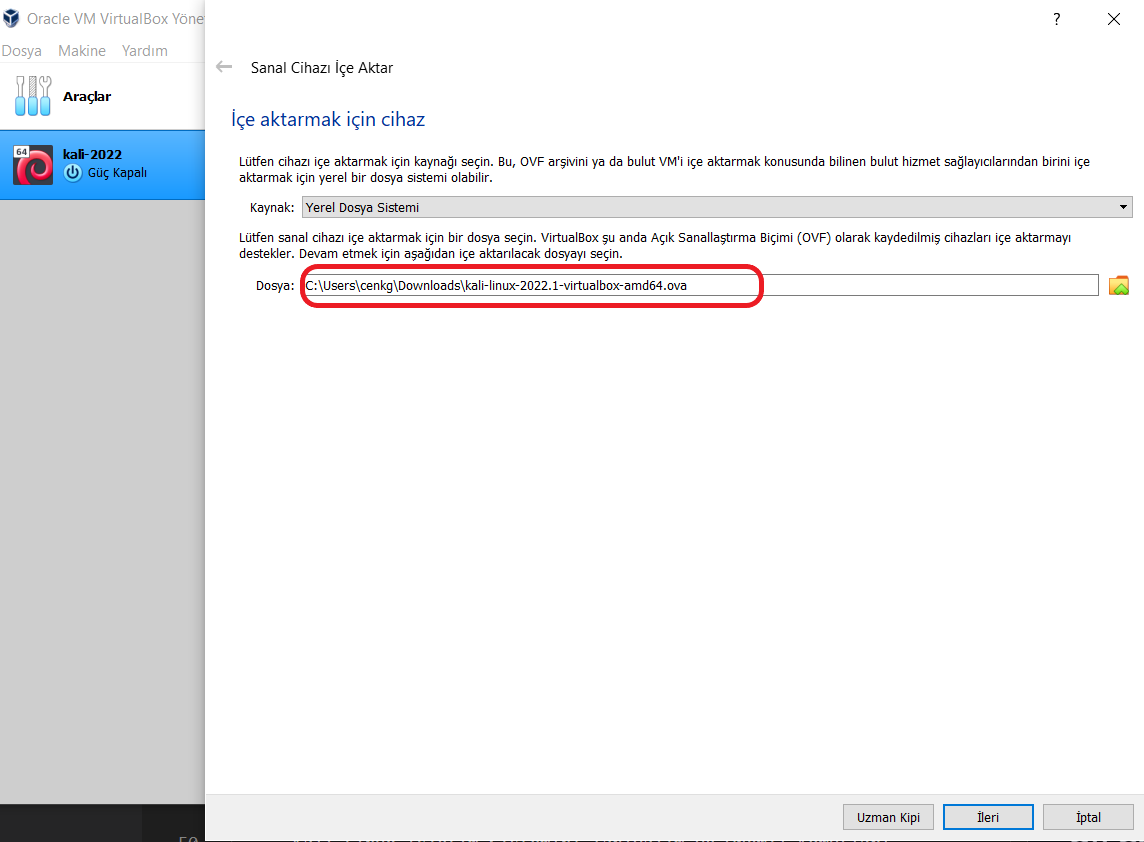 Oracle VM VirtualBox Yöne
?
Dosya Makine Yardım
Araçlar
64
kali-2022
Güç Kapalı
Sanal Cihazı İçe Aktar
İçe aktarmak için cihaz
Lütfen cihazı içe aktarmak için kaynağı seçin. Bu, OVF arşivini ya da bulut VM'i içe aktarmak konusunda bilinen bulut hizmet sağlayıcılarından birini içe
aktarmak için yerel bir dosya sistemi olabilir.
Kaynak: Yerel Dosya Sistemi
Lütfen sanal cihazı içe aktarmak için bir dosya seçin. VirtualBox şu anda Açık Sanallaştırma Biçimi (OVF) olarak kaydedilmiş cihazları içe aktarmayı
destekler. Devam etmek için aşağıdan içe aktarılacak dosyayı seçin.
Dosya: C:\Users\cenkg\Downloads\kali-linux-2022.1-virtualbox-amd64.ova
Uzman Kipi İleri İptal